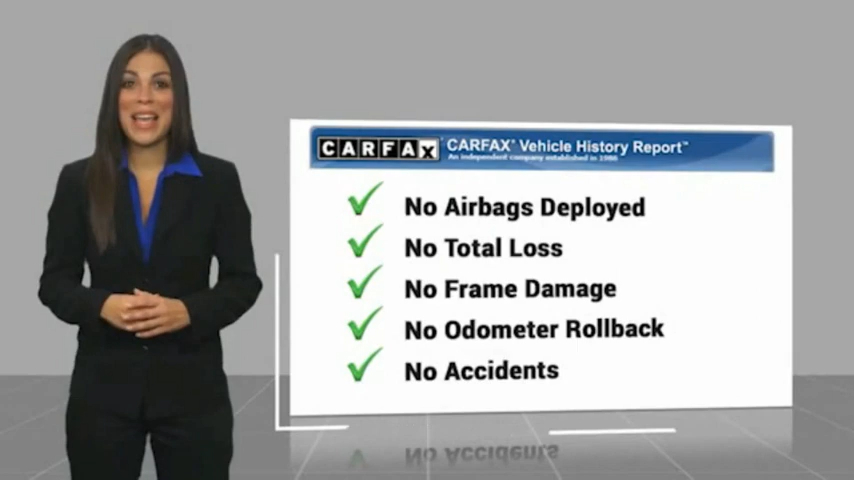 CARFAX CARFAX® Vehicle History Report™
An independent company established in 1986
No Airbags Deployed
No Total Loss
No Frame Damage
No Odometer Rollback
No Accidents
No Accidents